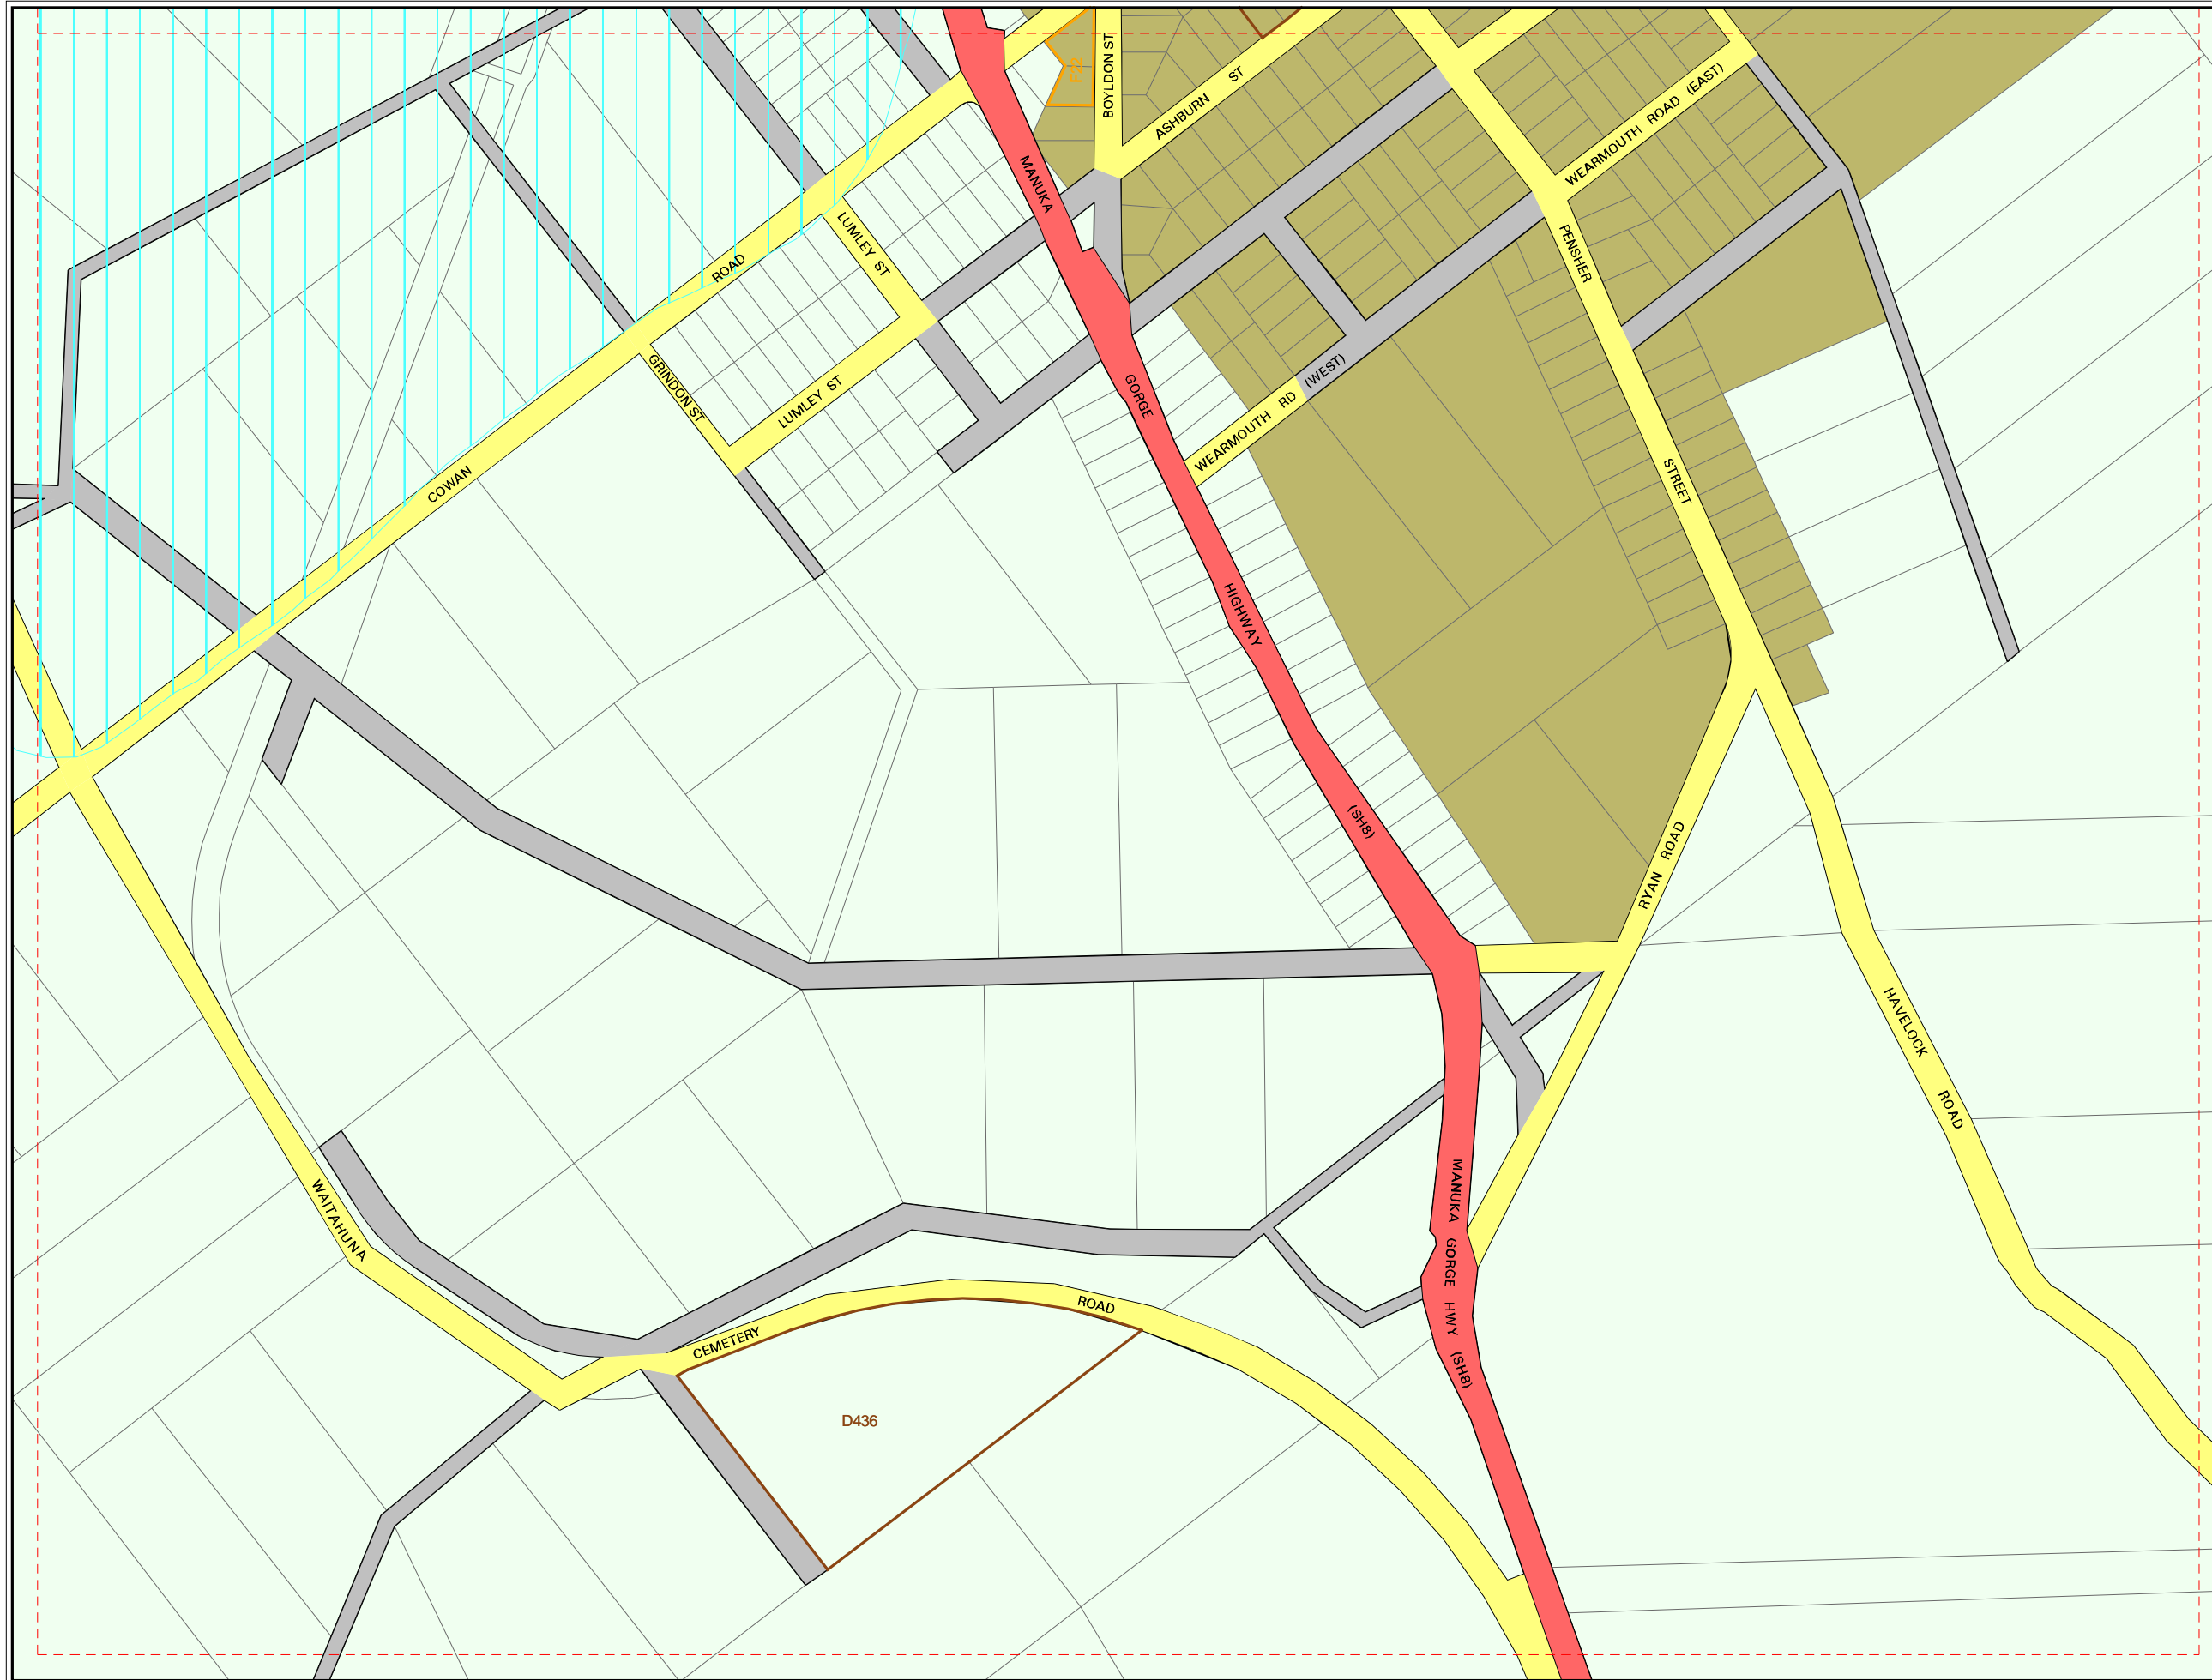 BOYLDON ST
F28
ASHBURN ST
WEARMOUTH ROAD (EAST)
MANUKA
LUMLEY ST
ROAD
PENSHER
GRINDON ST
LUMLEY ST
GORGE
(WEST)
WEARMOUTH RD
COWAN
STREET
HIGHWAY
(SH8)
RYAN ROAD
HAVELOCK
ROAD
WAITAHUNA
MANUKA GORGE HWY (SH8)
CEMETERY
ROAD
D436